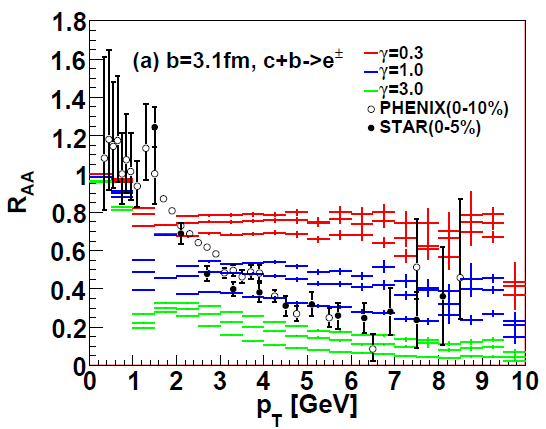 1.8
1.6
1.4
1.2
1
0.8
0.6
0.4
0.2
0
R_AA
(a) b=3.1fm, c+b->e±
γ=0.3
γ=1.0
γ=3.0
PHENIX(0-10%)
STAR(0-5%)
0 1 2 3 4 5 6 7 8 9 10
p_T [GeV]